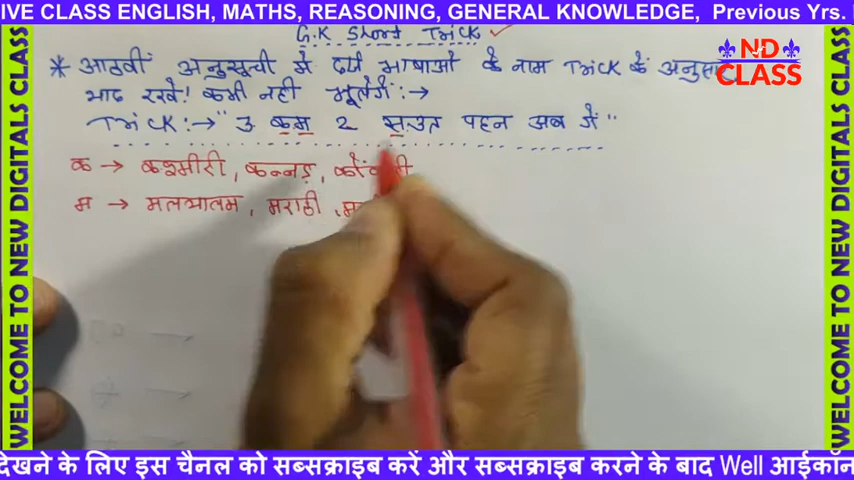 IVE CLASS ENGLISH, MATHS, REASONING, GENERAL KNOWLEDGE, Previous Yrs.
G.K Short Trick
ND
CLASS
* आठवीं अनुसूची में दर्ज भाषाओ के नाम Trick के अनुसार
याद रखे! कभी नही भूलेगें :→
Trick :→ " 3 कम 2 स.उत पहन अब में "
क → कश्मीरी, कन्नड़,
म → मलयालम, मराठी,
WELCOME TO NEW DIGITALS CLASS
WELCOME TO NEW DIGITALS CLASS
देखने के लिए इस चैनल को सब्सक्राइब करें और सब्सक्राइब करने के बाद Well आईकान